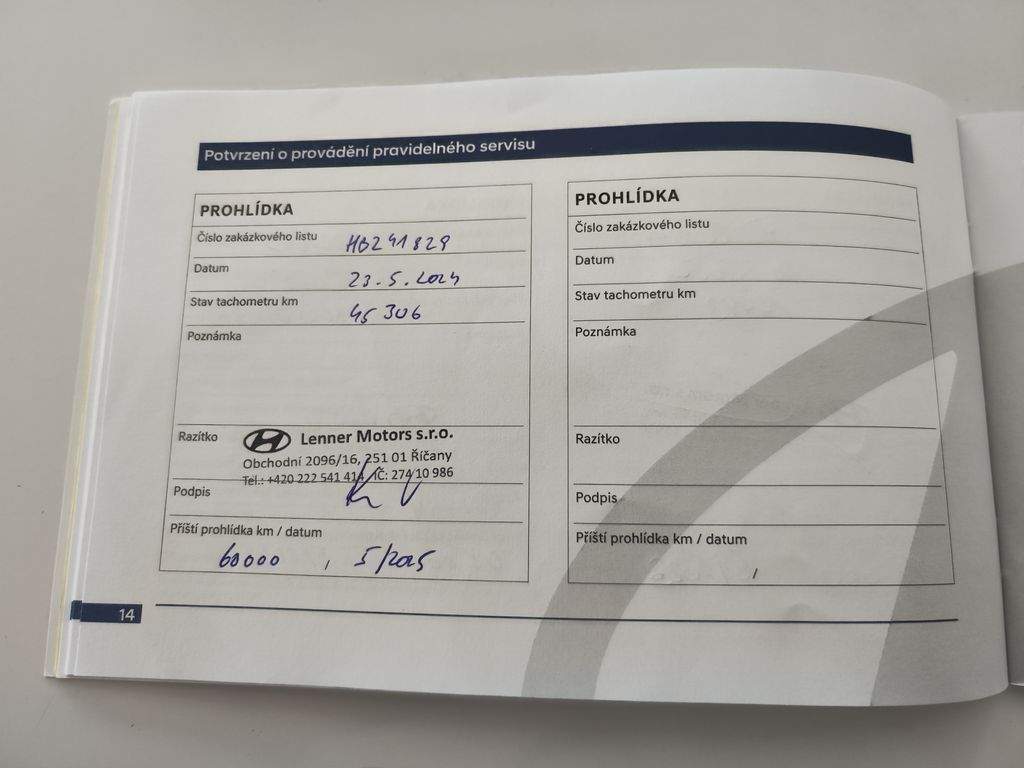 Potvrzení o provádění pravidelného servisu
PROHLÍDKA
Číslo zakázkového listu HB241829
Datum 23.5.2024
Stav tachometru km 45 306
Poznámka
Razítko Lenner Motors s.r.o.
Obchodní 2096/16, 251 01 Říčany
Tel.: +420 222 541 414, IČ: 274 10 986
Podpis
Příští prohlídka km / datum
60000 / 5/2025
PROHLÍDKA
Číslo zakázkového listu
Datum
Stav tachometru km
Poznámka
Razítko
Podpis
Příští prohlídka km / datum
/
14